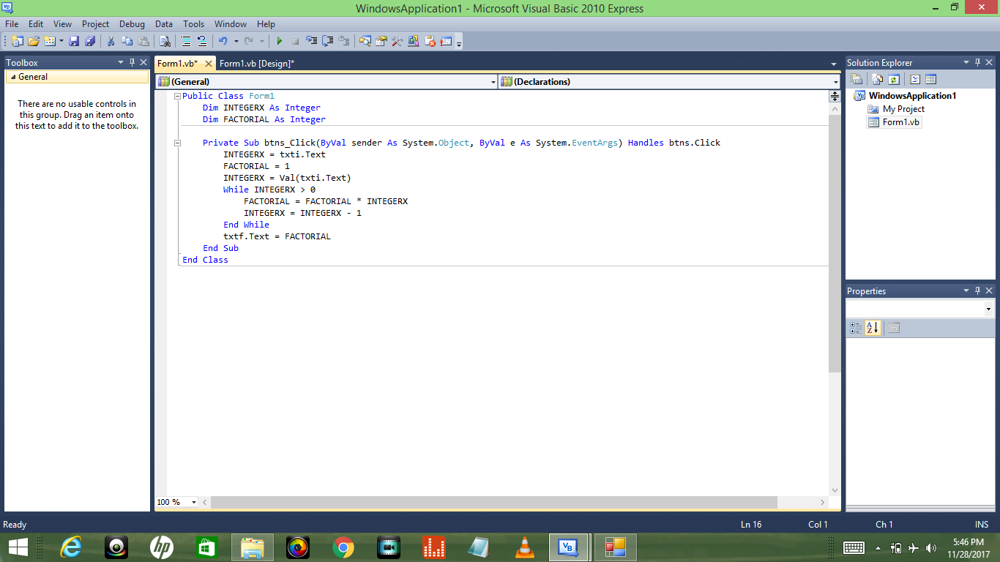 WindowsApplication1 - Microsoft Visual Basic 2010 Express
File Edit View Project Debug Data Tools Window Help
Toolbox
General
There are no usable controls in
this group. Drag an item onto
this text to add it to the toolbox.
Form1.vb* Form1.vb [Design]*
(General) (Declarations)
Public Class Form1
Dim INTEGERX As Integer
Dim FACTORIAL As Integer
Private Sub btns_Click(ByVal sender As System.Object, ByVal e As System.EventArgs) Handles btns.Click
INTEGERX = txti.Text
FACTORIAL = 1
INTEGERX = Val(txti.Text)
While INTEGERX > 0
FACTORIAL = FACTORIAL * INTEGERX
INTEGERX = INTEGERX - 1
End While
txtf.Text = FACTORIAL
End Sub
End Class
100 %
Solution Explorer
WindowsApplication1
My Project
Form1.vb
Properties
Ready Ln 16 Col 1 Ch 1 INS
5:46 PM
11/28/2017